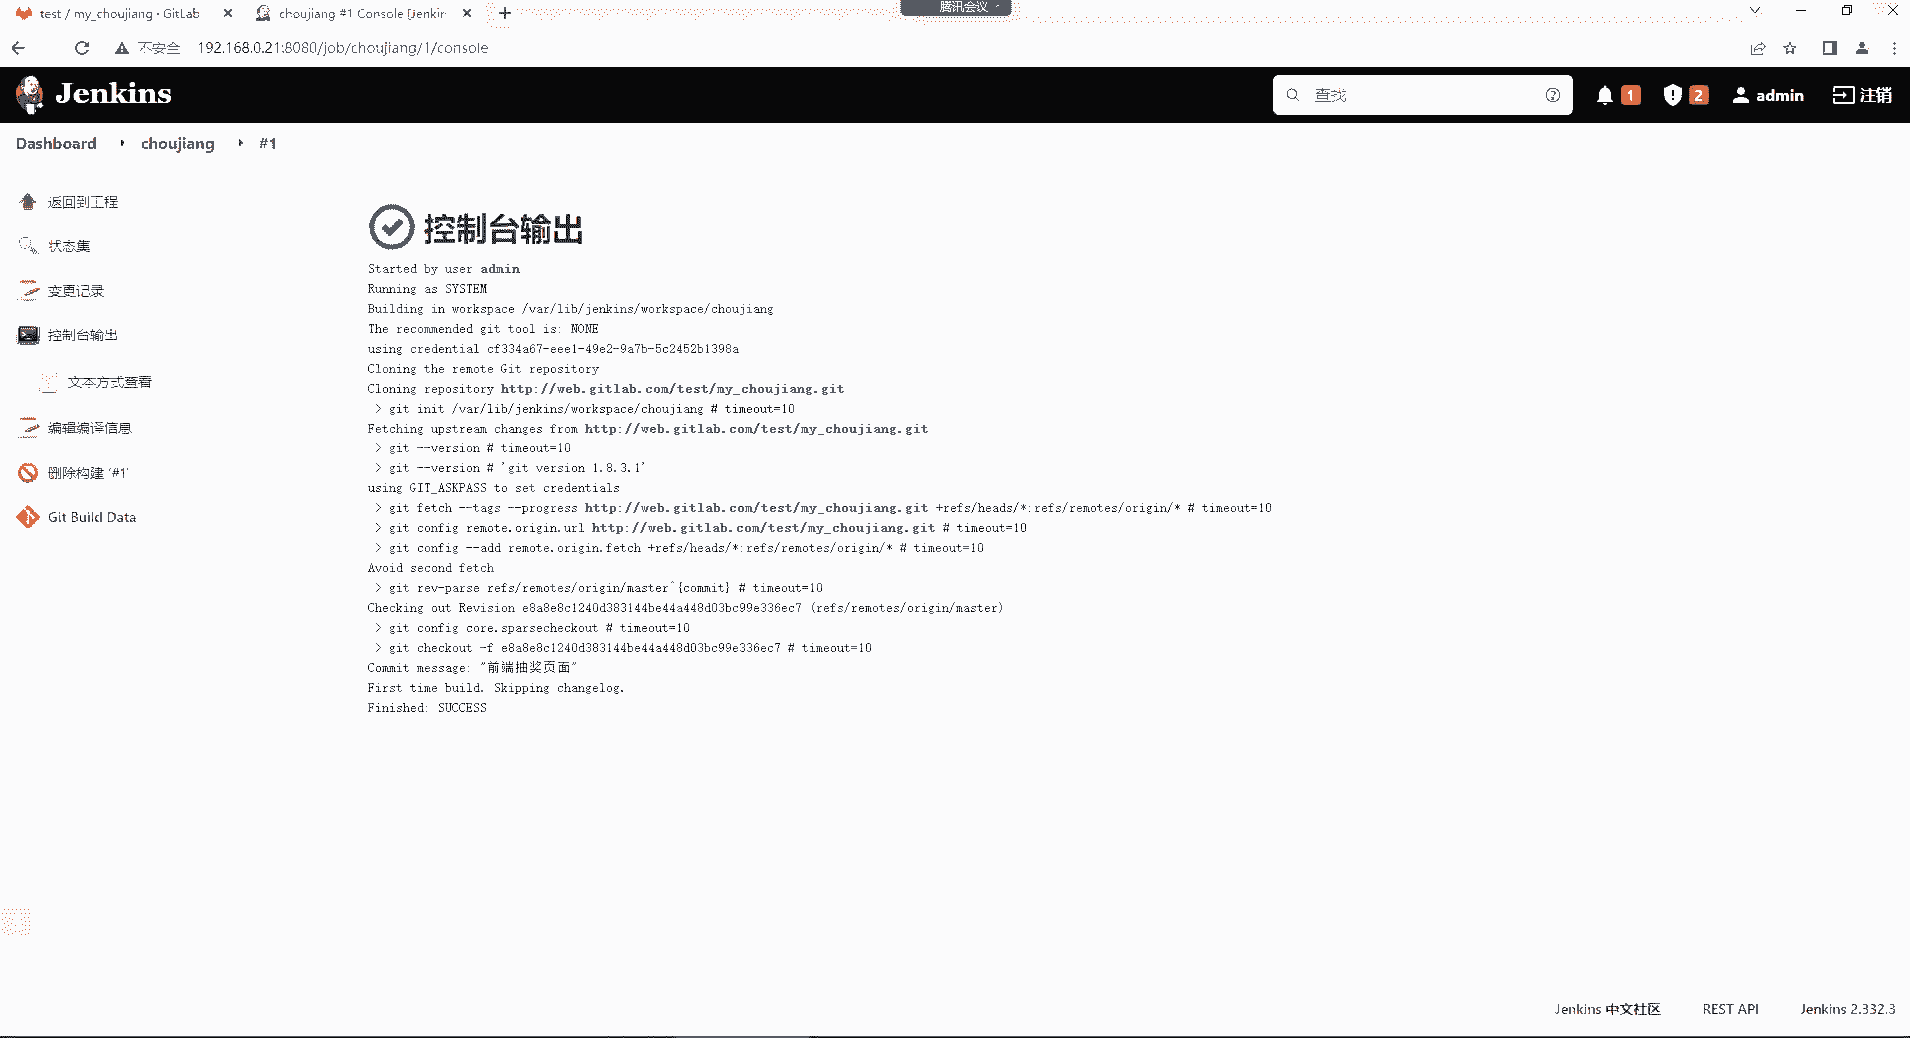 test / my_choujiang · GitLab
choujiang #1 Console [Jenkin
腾讯会议
不安全
192.168.0.21:8080/job/choujiang/1/console
Jenkins
查找
1
2
admin
注销
Dashboard
choujiang
#1
返回到工程
状态集
变更记录
控制台输出
文本方式查看
编辑编译信息
删除构建 '#1'
Git Build Data
控制台输出
Started by user admin
Running as SYSTEM
Building in workspace /var/lib/jenkins/workspace/choujiang
The recommended git tool is: NONE
using credential cf334a67-eee1-49e2-9a7b-5c2452b1398a
Cloning the remote Git repository
Cloning repository http://web.gitlab.com/test/my_choujiang.git
> git init /var/lib/jenkins/workspace/choujiang # timeout=10
Fetching upstream changes from http://web.gitlab.com/test/my_choujiang.git
> git --version # timeout=10
> git --version # 'git version 1.8.3.1'
using GIT_ASKPASS to set credentials
> git fetch --tags --progress http://web.gitlab.com/test/my_choujiang.git +refs/heads/*:refs/remotes/origin/* # timeout=10
> git config remote.origin.url http://web.gitlab.com/test/my_choujiang.git # timeout=10
> git config --add remote.origin.fetch +refs/heads/*:refs/remotes/origin/* # timeout=10
Avoid second fetch
> git rev-parse refs/remotes/origin/master^{commit} # timeout=10
Checking out Revision e8a8e8c1240d383144be44a448d03bc99e336ec7 (refs/remotes/origin/master)
> git config core.sparsecheckout # timeout=10
> git checkout -f e8a8e8c1240d383144be44a448d03bc99e336ec7 # timeout=10
Commit message: "前端抽奖页面"
First time build. Skipping changelog.
Finished: SUCCESS
Jenkins 中文社区
REST API
Jenkins 2.332.3